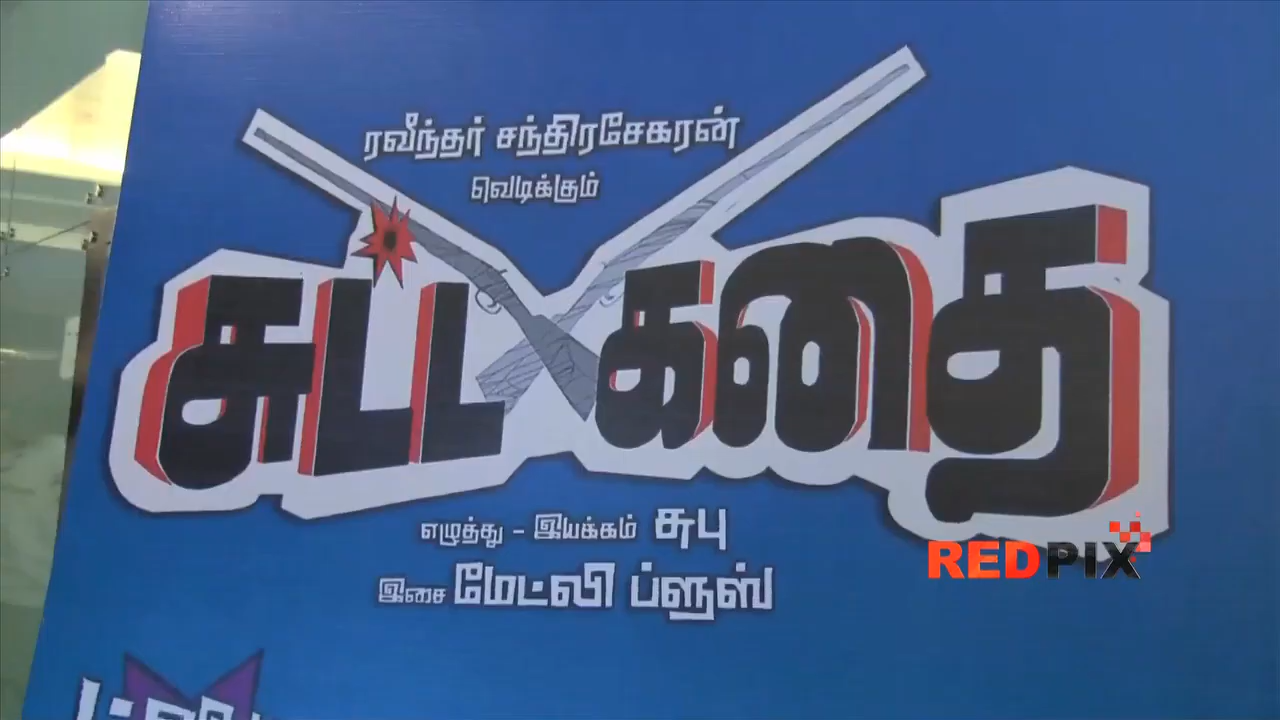 ரவீந்தர் சந்திரசேகரன்
வெடிக்கும்
சுட்ட கதை
எழுத்து - இயக்கம் சுபு
இசை மேட்லி ப்ளூஸ்
REDPIX